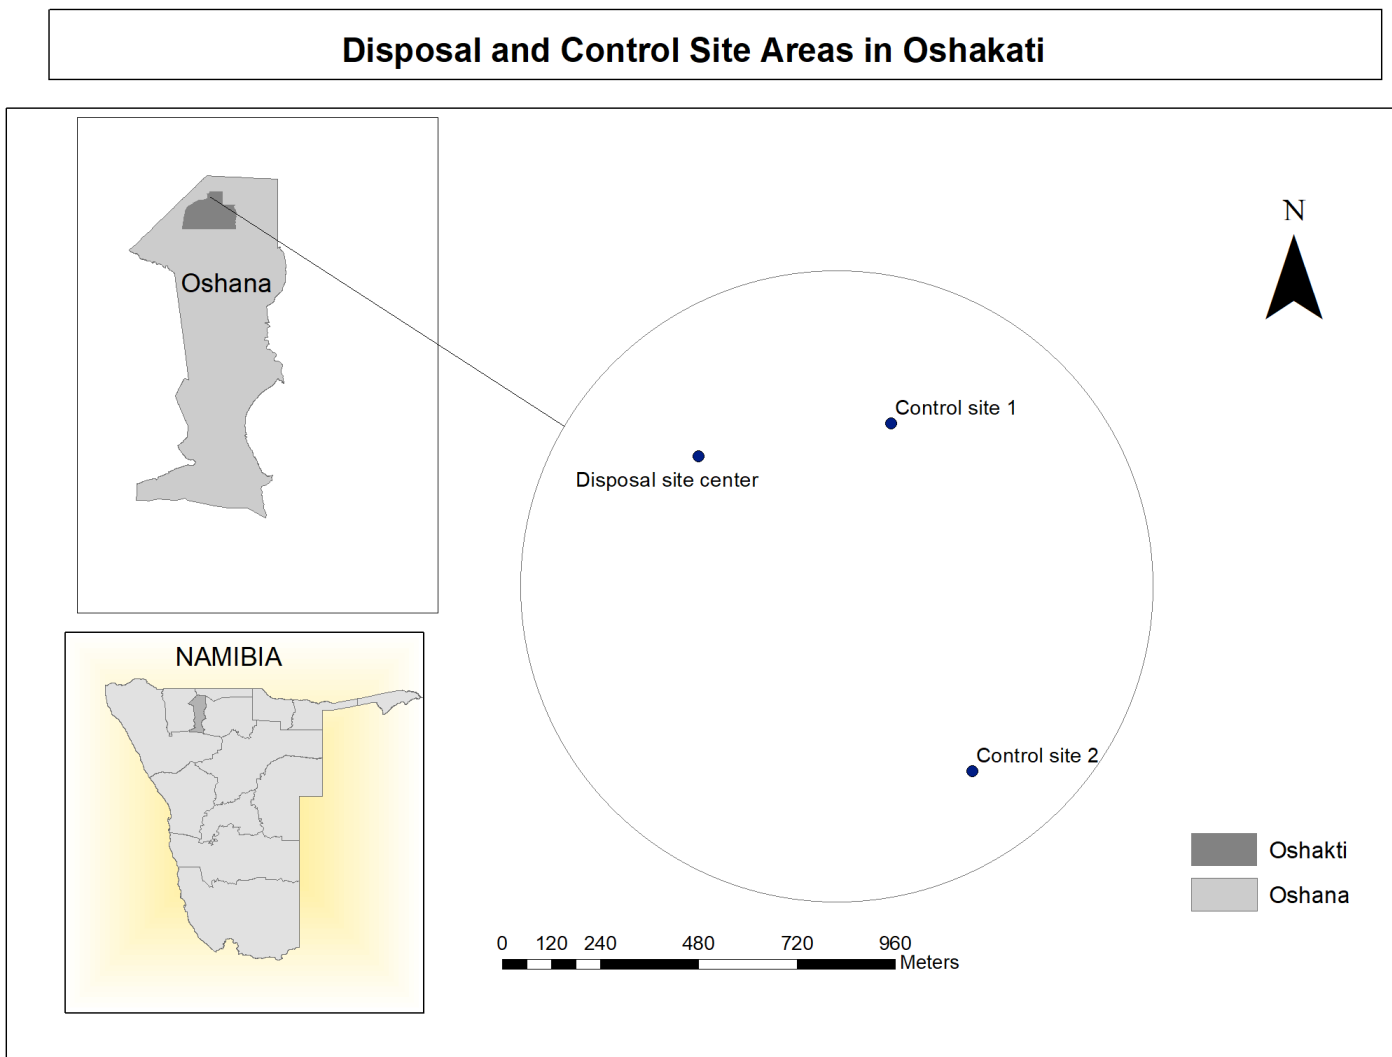 Disposal and Control Site Areas in Oshakati
Oshana
N
Control site 1
Disposal site center
NAMIBIA
Control site 2
Oshakti
Oshana
0 120 240 480 720 960
Meters